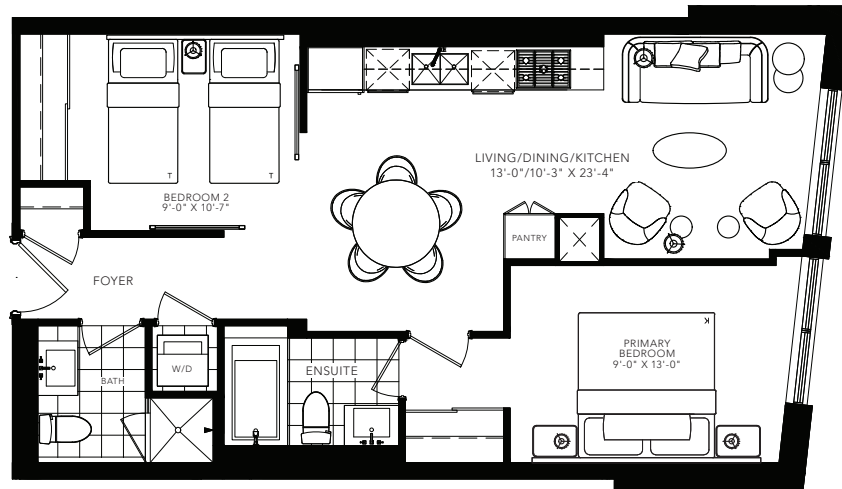 BEDROOM 2
9'-0" X 10'-7"
T
T
LIVING/DINING/KITCHEN
13'-0"/10'-3" X 23'-4"
PANTRY
FOYER
W/D
BATH
ENSUITE
K
PRIMARY
BEDROOM
9'-0" X 13'-0"